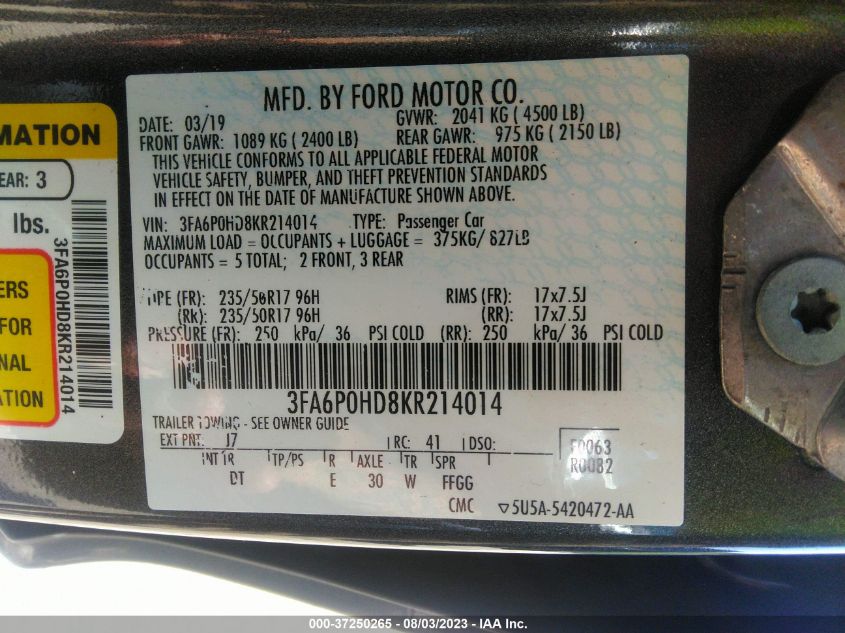 MFD. BY FORD MOTOR CO.
DATE: 03/19 GVWR: 2041 KG ( 4500 LB)
FRONT GAWR: 1089 KG ( 2400 LB) REAR GAWR: 975 KG ( 2150 LB)
THIS VEHICLE CONFORMS TO ALL APPLICABLE FEDERAL MOTOR
VEHICLE SAFETY, BUMPER, AND THEFT PREVENTION STANDARDS
IN EFFECT ON THE DATE OF MANUFACTURE SHOWN ABOVE.
VIN: 3FA6P0HD8KR214014 TYPE: Passenger Car
MAXIMUM LOAD = OCCUPANTS + LUGGAGE = 375KG/ 827LB
OCCUPANTS = 5 TOTAL; 2 FRONT, 3 REAR
(FR): 235/50R17 96H RIMS (FR): 17x7.5J
235/50R17 96H (RR): 17x7.5J
PRESSURE (FR): 250 kPa/ 36 PSI COLD (RR): 250 kPa/ 36 PSI COLD
3FA6P0HD8KR214014
TRAILER TOWING - SEE OWNER GUIDE
EXT PNT: J7 RC: 41 DSO:
F0063
R0082
INT TR TP/PS R AXLE TR SPR
DT E 30 W FFGG
CMC ▽5U5A-5420472-AA
MATION
EAR: 3
lbs.
3FA6P0HD8KR214014
ERS
FOR
NAL
ATION
000-37250265 - 08/03/2023 - IAA Inc.